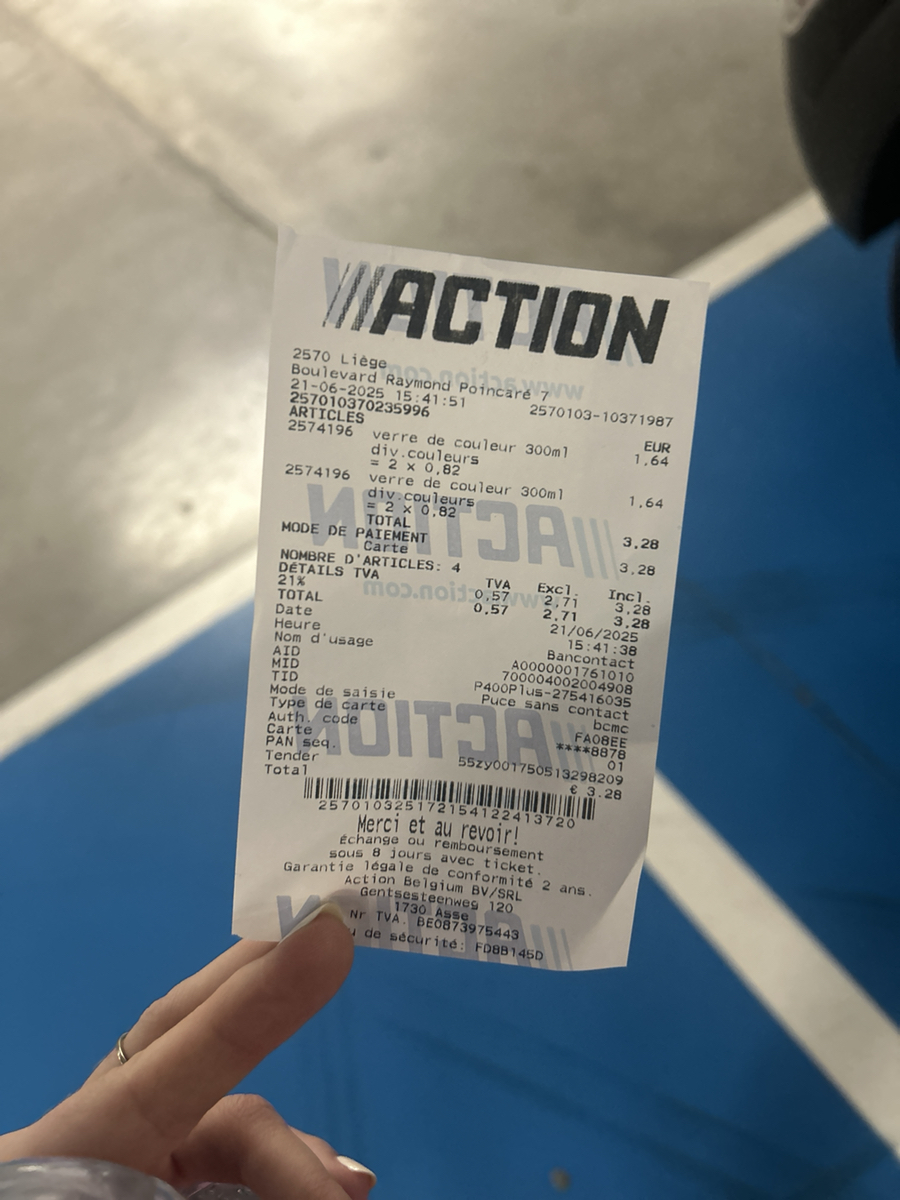 ACTION
2570 Liège
Boulevard Raymond Poincaré 7
21-06-2025 15:41:51 2570103-10371987
257010370235996
ARTICLES EUR
2574196 verre de couleur 300ml 1,64
div.couleurs
= 2 x 0,82
2574196 verre de couleur 300ml 1,64
div.couleurs
= 2 x 0,82
TOTAL 3,28
MODE DE PAIEMENT
Carte 3,28
NOMBRE D'ARTICLES: 4
DÉTAILS TVA TVA Excl. Incl.
21% 0,57 2,71 3,28
TOTAL 0,57 2,71 3,28
Date 21/06/2025
Heure 15:41:38
Nom d'usage Bancontact
AID A0000001761010
MID 700004002004908
TID P400Plus-275416035
Mode de saisie Puce sans contact
Type de carte bcmc
Auth. code FA08EE
Carte ****8878
PAN seq. 01
Tender 55zy001750513298209
Total € 3.28
257010325172154122413720
Merci et au revoir!
échange ou remboursement
sous 8 jours avec ticket.
Garantie légale de conformité 2 ans.
Action Belgium BV/SRL
Gentsesteenweg 120
1730 Asse
Nr TVA. BE0873975443
de sécurité: FD8B145D